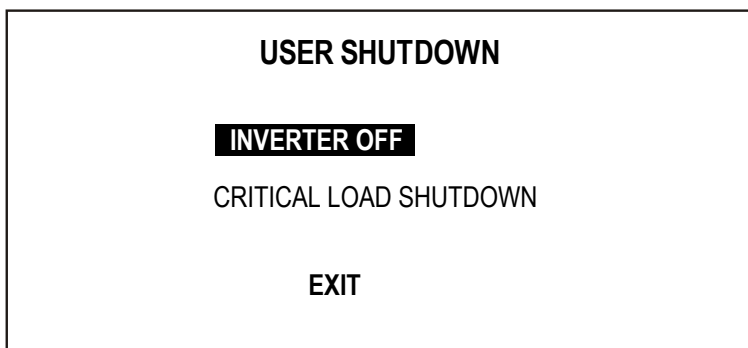 USER SHUTDOWN
INVERTER OFF
CRITICAL LOAD SHUTDOWN
EXIT